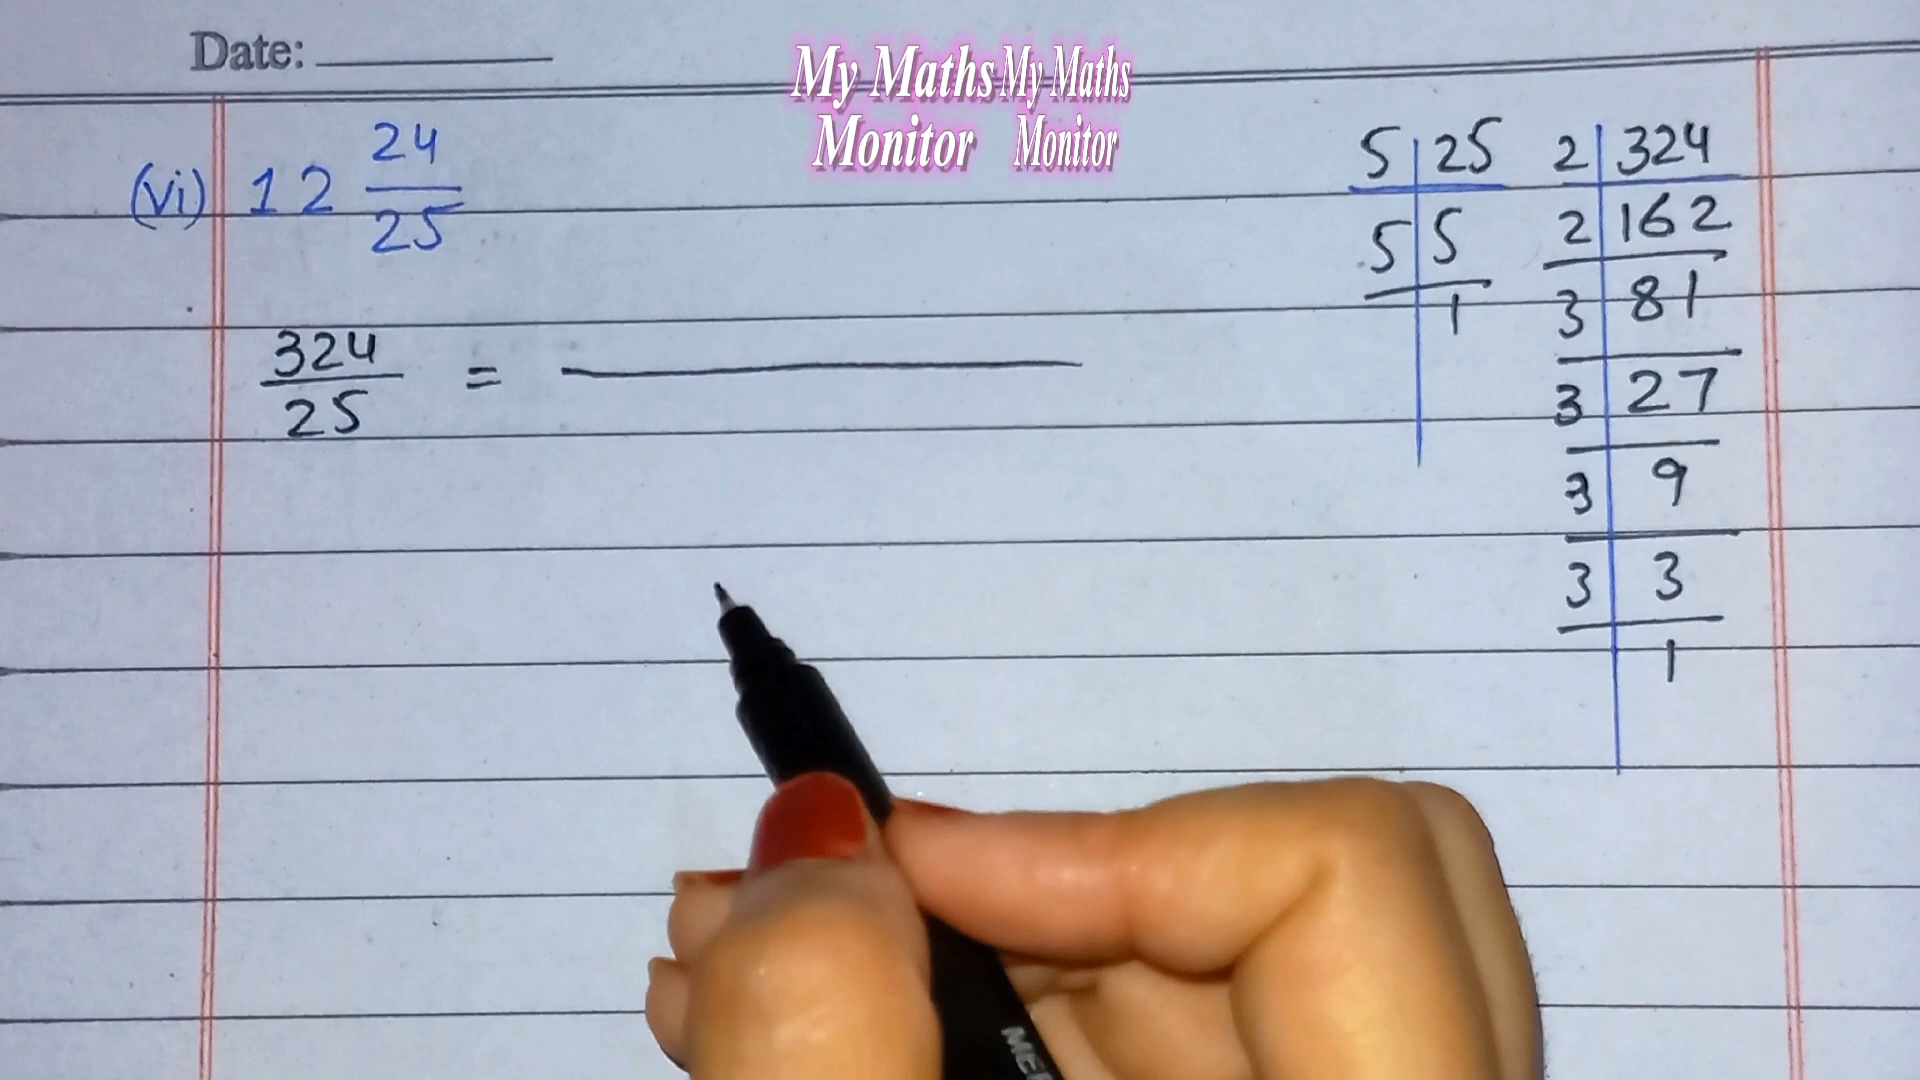 Date:
My Maths My Maths
Monitor Monitor
(vi) 12 24/25
324/25 =
5 | 25
5 | 5
1
2 | 324
2 | 162
3 | 81
3 | 27
3 | 9
3 | 3
1